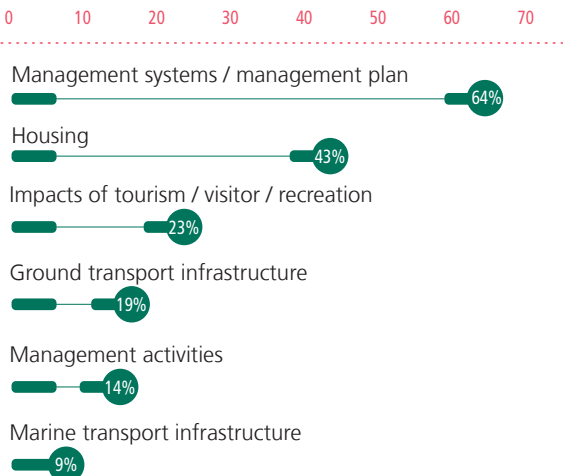 0 10 20 30 40 50 60 70
Management systems / management plan
64%
Housing
43%
Impacts of tourism / visitor / recreation
23%
Ground transport infrastructure
19%
Management activities
14%
Marine transport infrastructure
9%